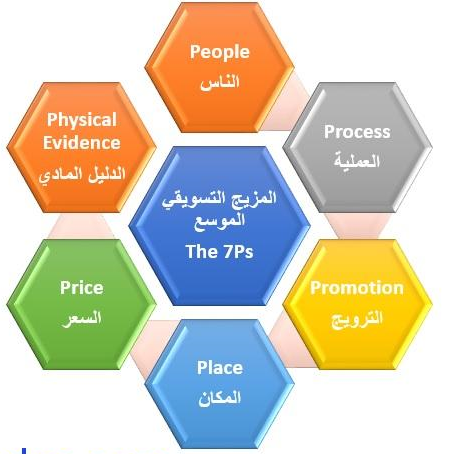 People
الناس
Process
العملية
Promotion
الترويج
Place
المكان
Price
السعر
Physical
Evidence
الدليل المادي
المزيج التسويقي
الموسع
The 7Ps